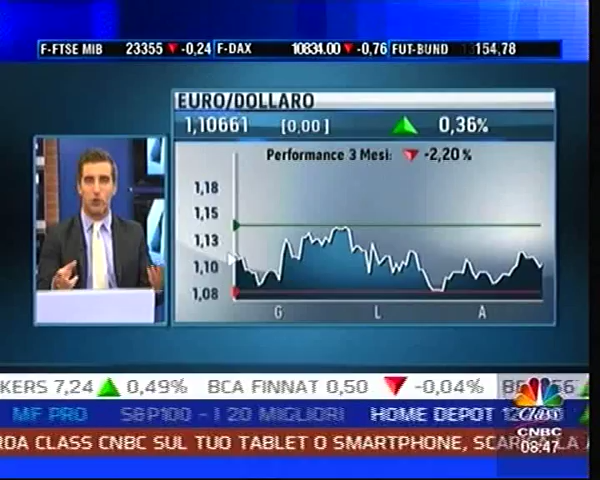 F-FTSE MIB 23355 -0,24 F-DAX 10834.00 -0,76 FUT-BUND 154,78
EURO/DOLLARO
1,10661 [0,00] 0,36%
Performance 3 Mesi: -2,20 %
1,18
1,15
1,13
1,10
1,08
G L A
KERS 7,24 0,49% BCA FINNAT 0,50 -0,04%
MF PRO S&P100 - I 20 MIGLIORI HOME DEPOT
Class
CNBC
RDA CLASS CNBC SUL TUO TABLET O SMARTPHONE,
08:47